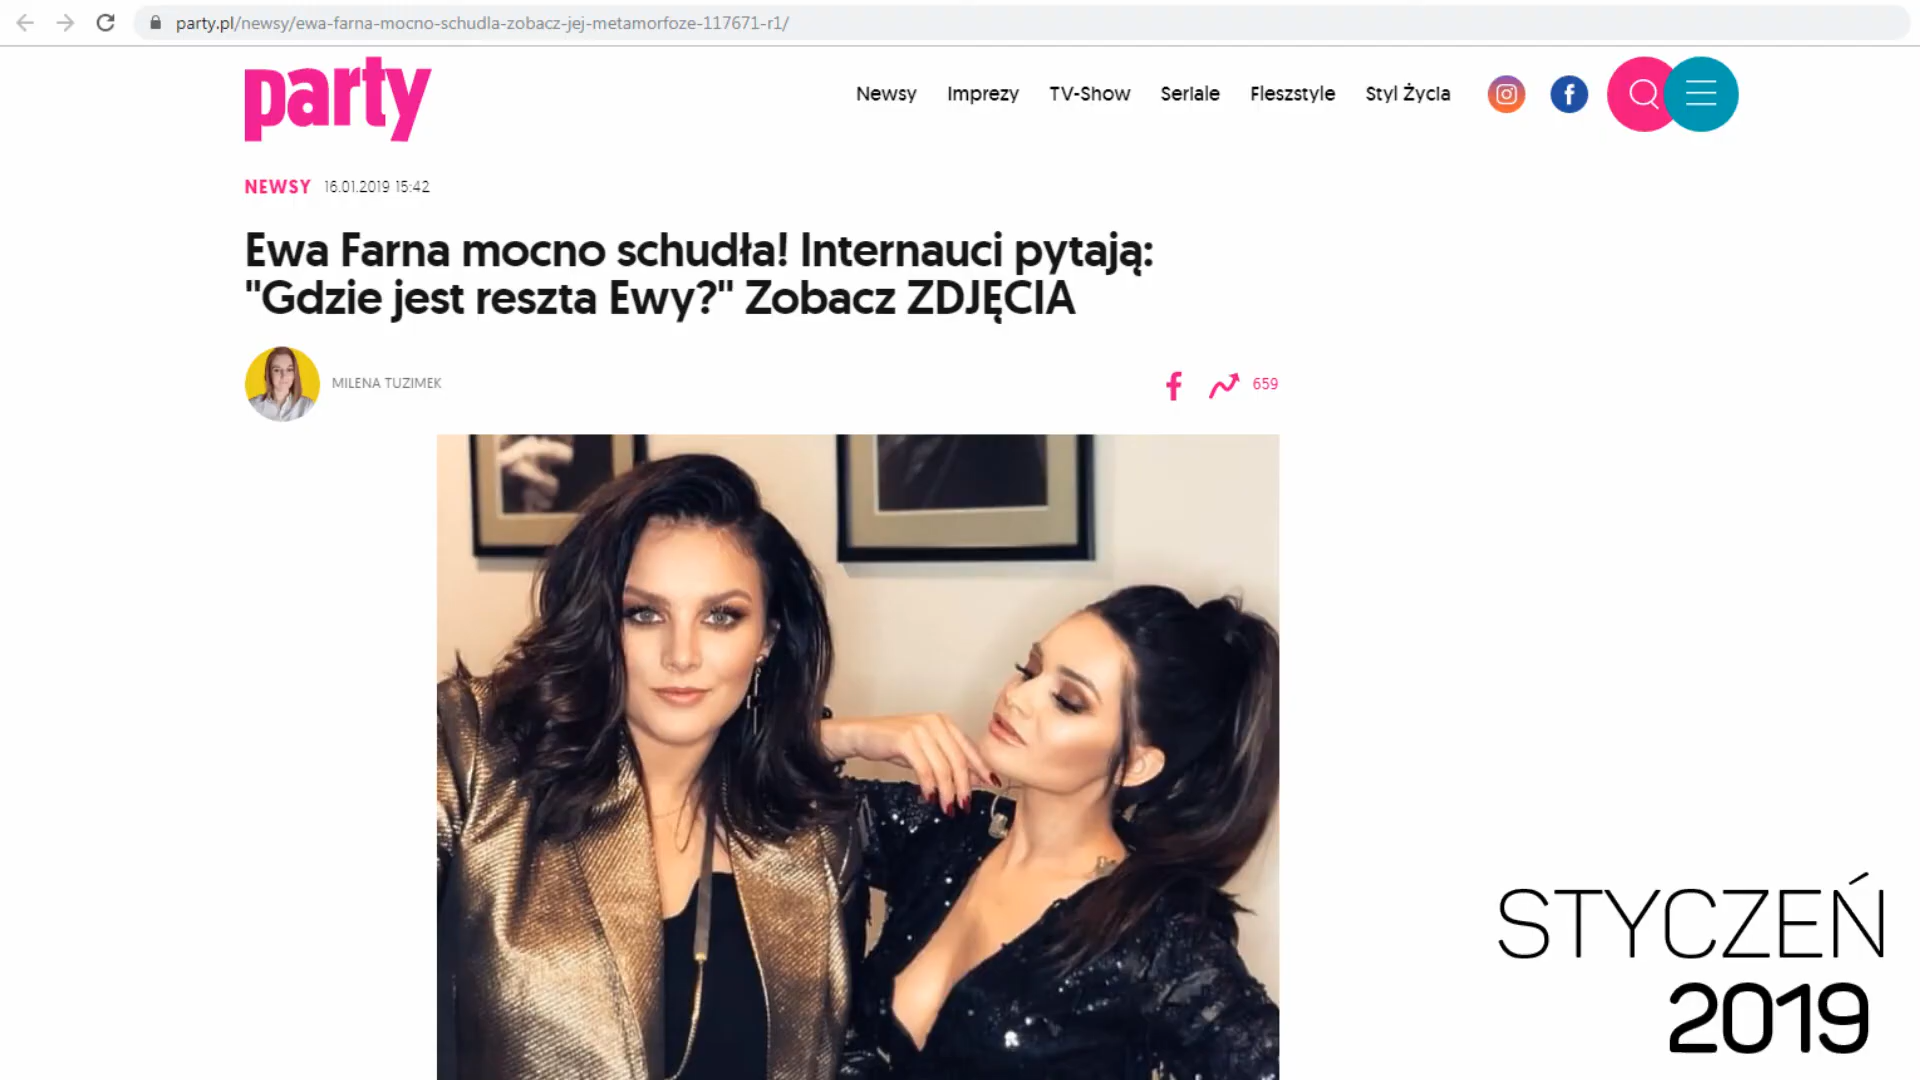 party.pl/newsy/ewa-farna-mocno-schudla-zobacz-jej-metamorfoze-117671-r1/
party
Newsy Imprezy TV-Show Seriale Fleszstyle Styl Życia
NEWSY 16.01.2019 15:42
Ewa Farna mocno schudła! Internauci pytają:
"Gdzie jest reszta Ewy?" Zobacz ZDJĘCIA
MILENA TUZIMEK
659
STYCZEŃ
2019